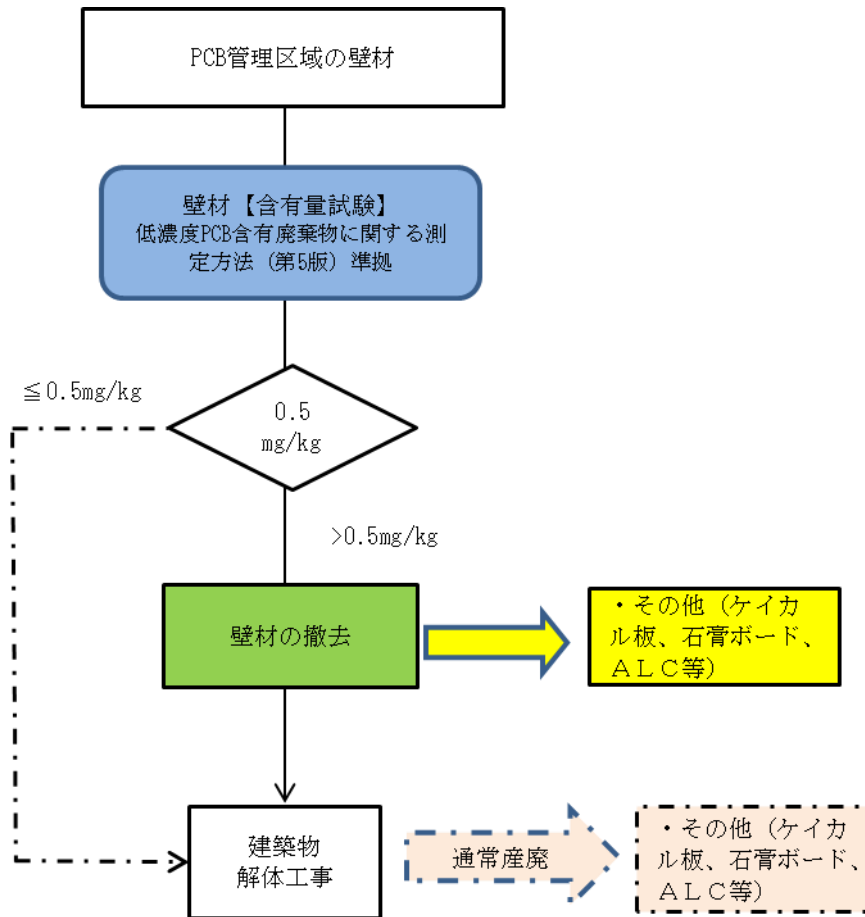 PCB管理区域の壁材
壁材【含有量試験】
低濃度PCB含有廃棄物に関する測
定方法（第5版）準拠
≦0.5mg/kg
0.5
mg/kg
>0.5mg/kg
壁材の撤去
・その他（ケイカ
ル板、石膏ボード、
ＡＬＣ等）
建築物
解体工事
通常産廃
・その他（ケイカ
ル板、石膏ボード、
ＡＬＣ等）